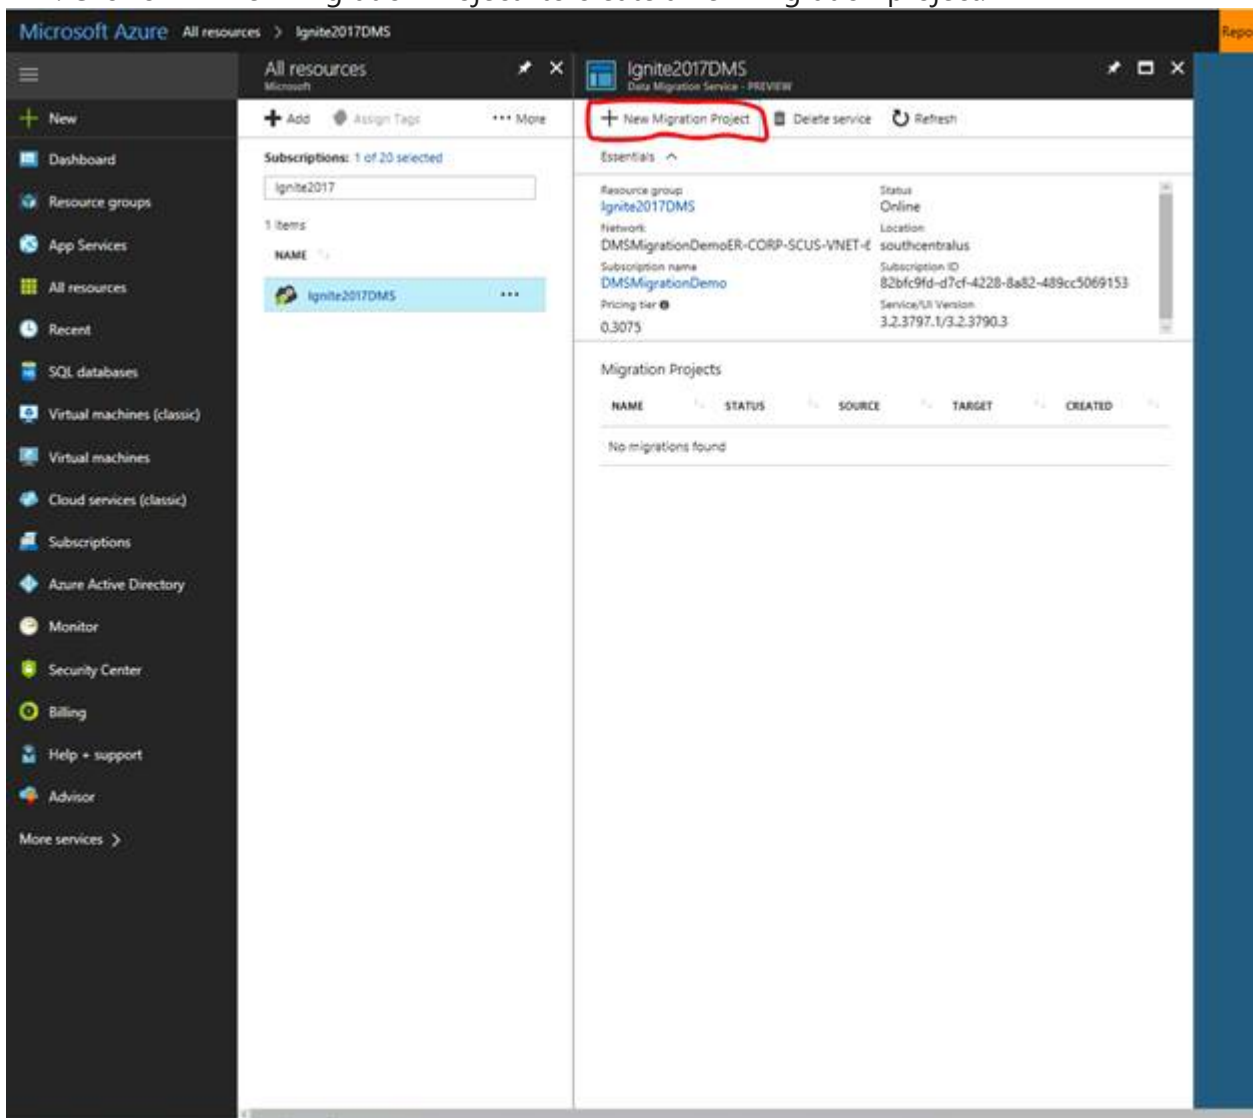 Microsoft Azure All resources > Ignite2017DMS
Repo
New
Dashboard
Resource groups
App Services
All resources
Recent
SQL databases
Virtual machines (classic)
Virtual machines
Cloud services (classic)
Subscriptions
Azure Active Directory
Monitor
Security Center
Billing
Help + support
Advisor
More services >
All resources
Microsoft
Add Assign Tags ••• More
Subscriptions: 1 of 20 selected
Ignite2017
1 items
NAME
Ignite2017DMS •••
Ignite2017DMS
Data Migration Service - PREVIEW
New Migration Project Delete service Refresh
Essentials
Resource group
Ignite2017DMS
Network
DMSMigrationDemoER-CORP-SCUS-VNET-6
Subscription name
DMSMigrationDemo
Pricing tier
0.3075
Status
Online
Location
southcentralus
Subscription ID
82bfc9fd-d7cf-4228-8a82-489cc5069153
Service/UI Version
3.2.3797.1/3.2.3790.3
Migration Projects
NAME STATUS SOURCE TARGET CREATED
No migrations found